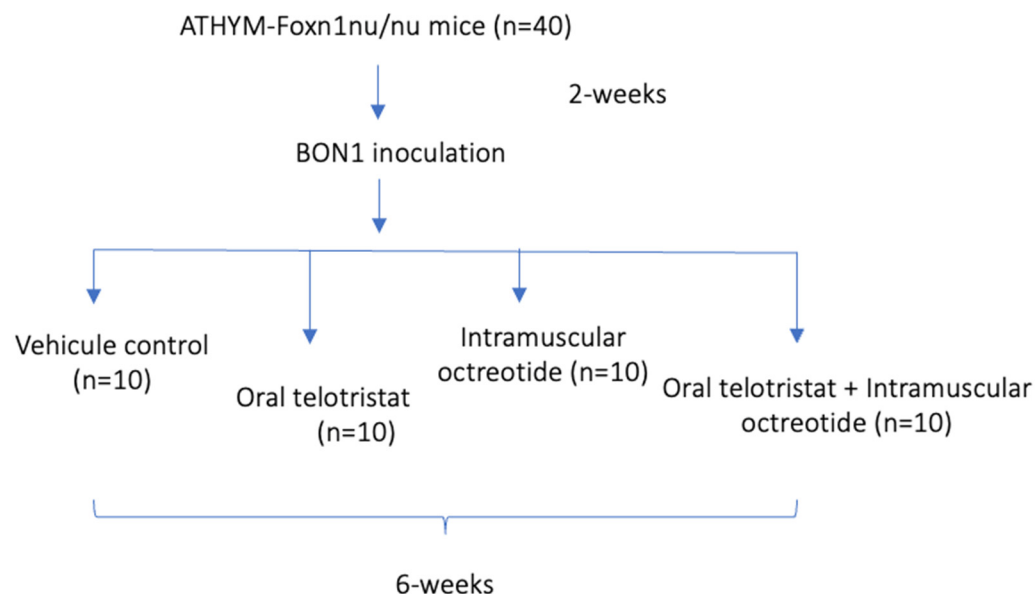 ATHYM-Foxn1nu/nu mice (n=40)
2-weeks
BON1 inoculation
Vehicule control
(n=10)
Oral telotristat
(n=10)
Intramuscular
octreotide (n=10)
Oral telotristat + Intramuscular
octreotide (n=10)
6-weeks